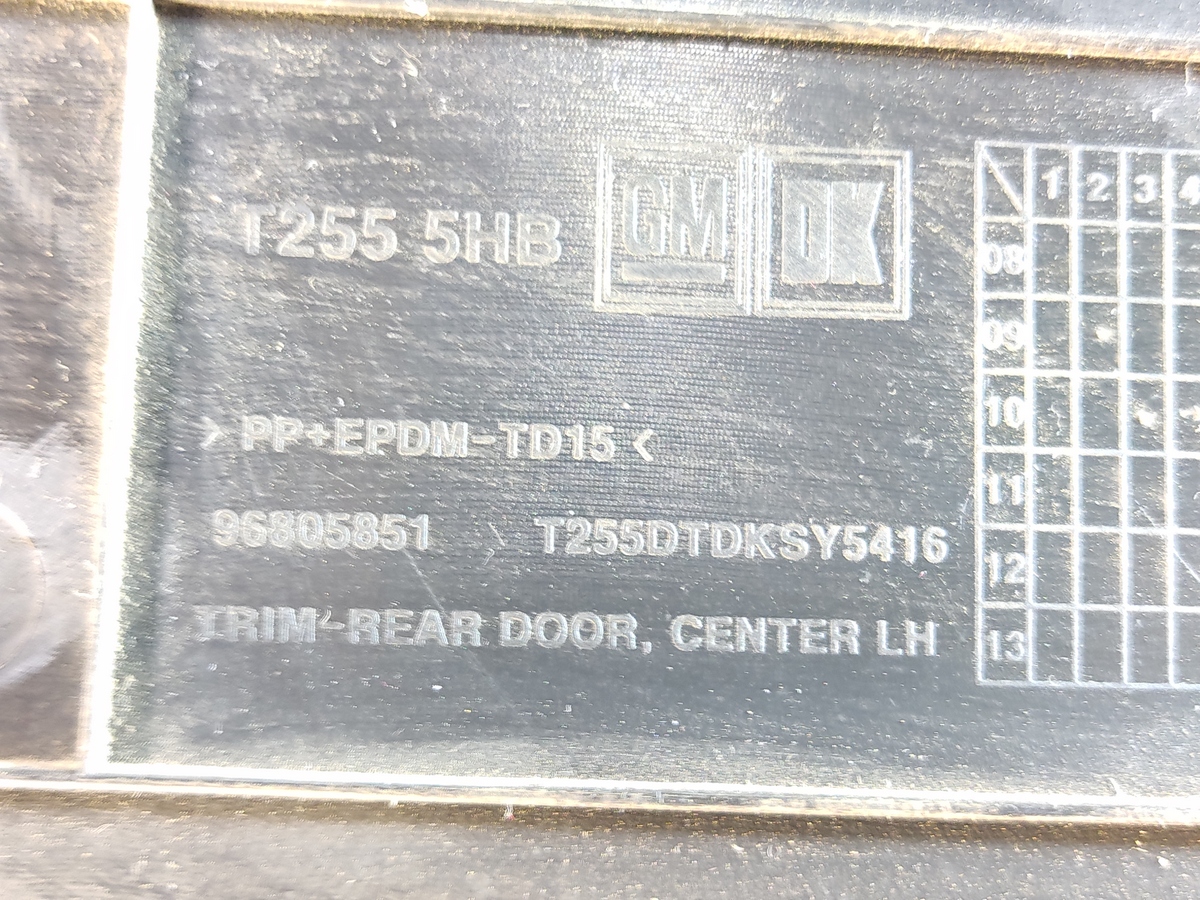 T255 5HB GM DK
>PP+EPDM-TD15<
96805851 T255DTDKSY5416
TRIM-REAR DOOR, CENTER LH
1 2 3 4
08
09
10
11
12
13